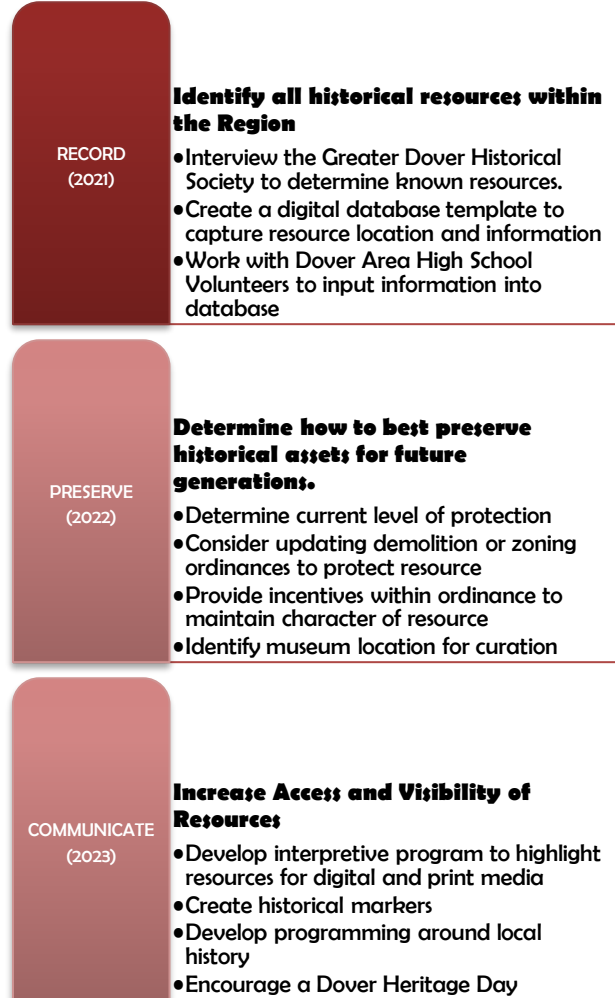 RECORD
(2021)
Identify all historical resources within
the Region
•Interview the Greater Dover Historical
Society to determine known resources.
•Create a digital database template to
capture resource location and information
•Work with Dover Area High School
Volunteers to input information into
database
PRESERVE
(2022)
Determine how to best preserve
historical assets for future
generations.
•Determine current level of protection
•Consider updating demolition or zoning
ordinances to protect resource
•Provide incentives within ordinance to
maintain character of resource
•Identify museum location for curation
COMMUNICATE
(2023)
Increase Access and Visibility of
Resources
•Develop interpretive program to highlight
resources for digital and print media
•Create historical markers
•Develop programming around local
history
•Encourage a Dover Heritage Day